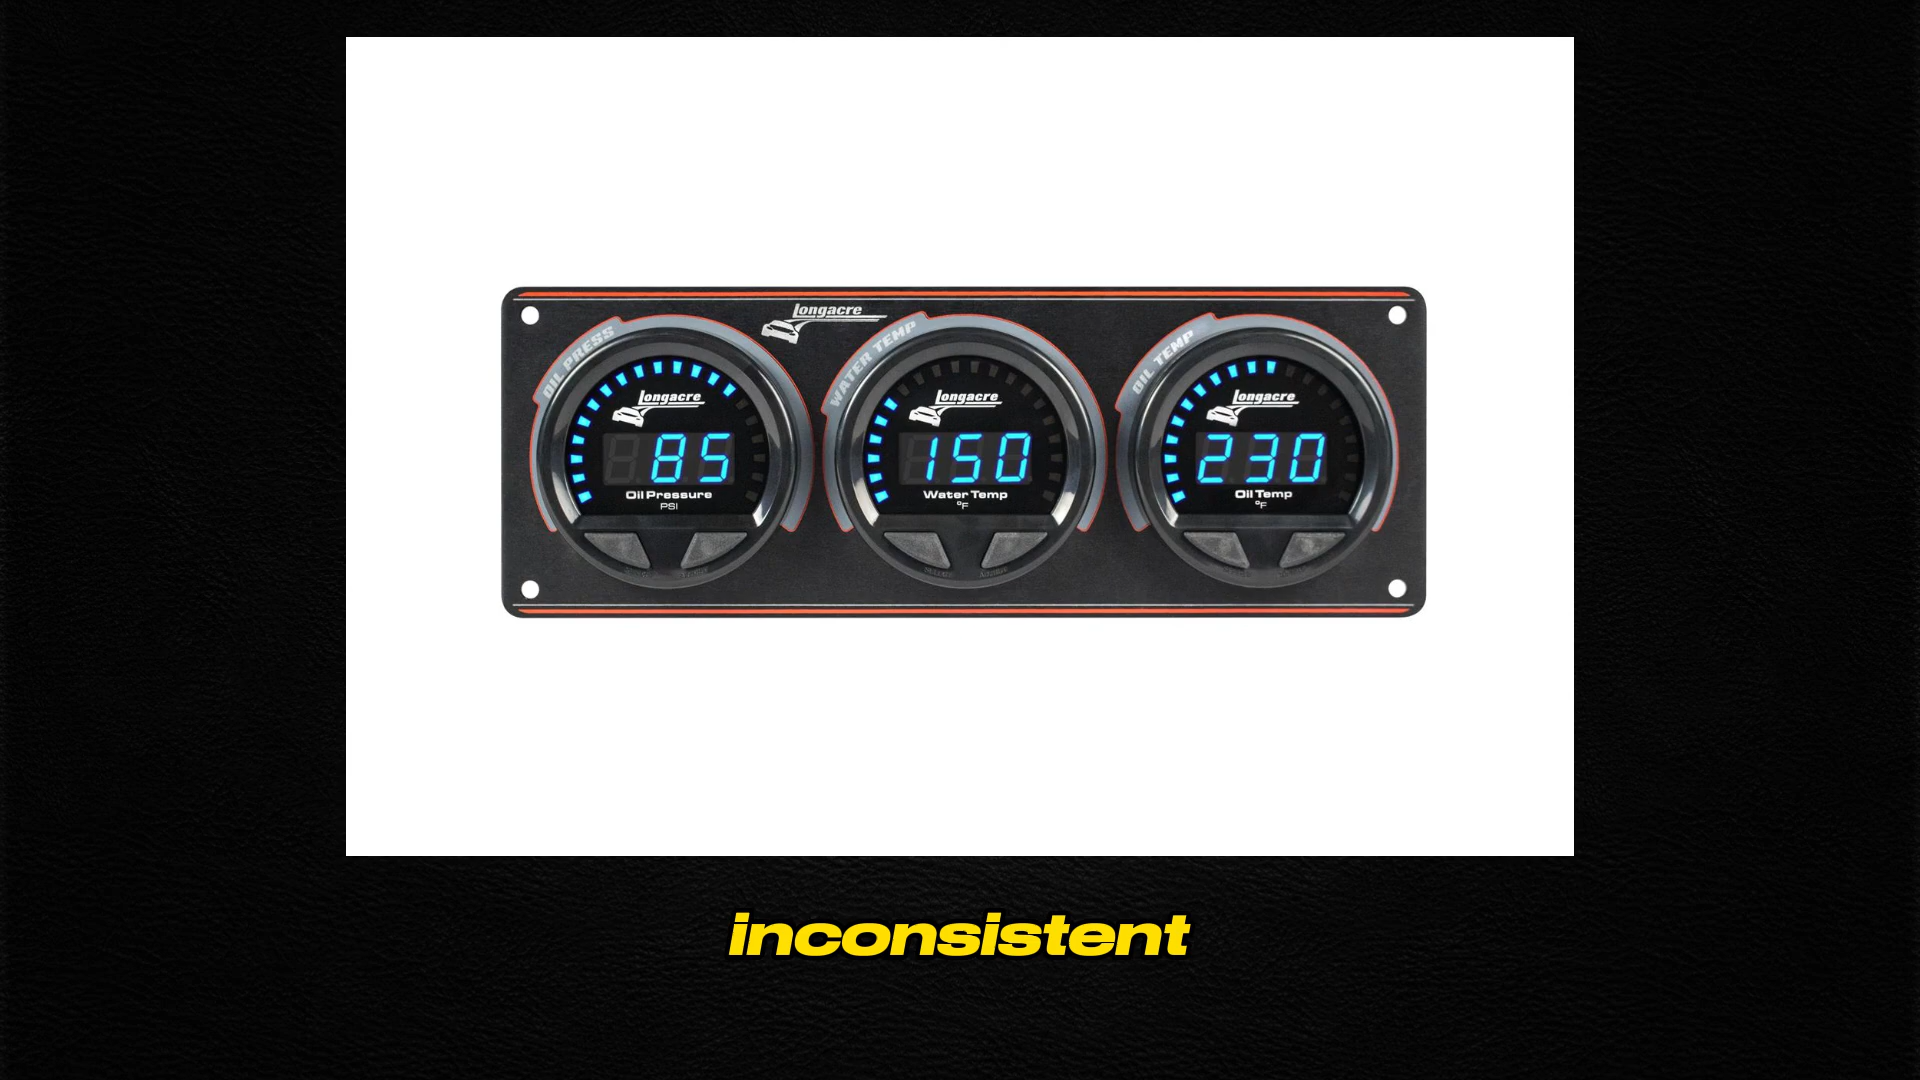 Longacre
OIL PRESS
WATER TEMP
OIL TEMP
Longacre
85
Oil Pressure
PSI
Longacre
150
Water Temp
°F
Longacre
230
Oil Temp
°F
inconsistent